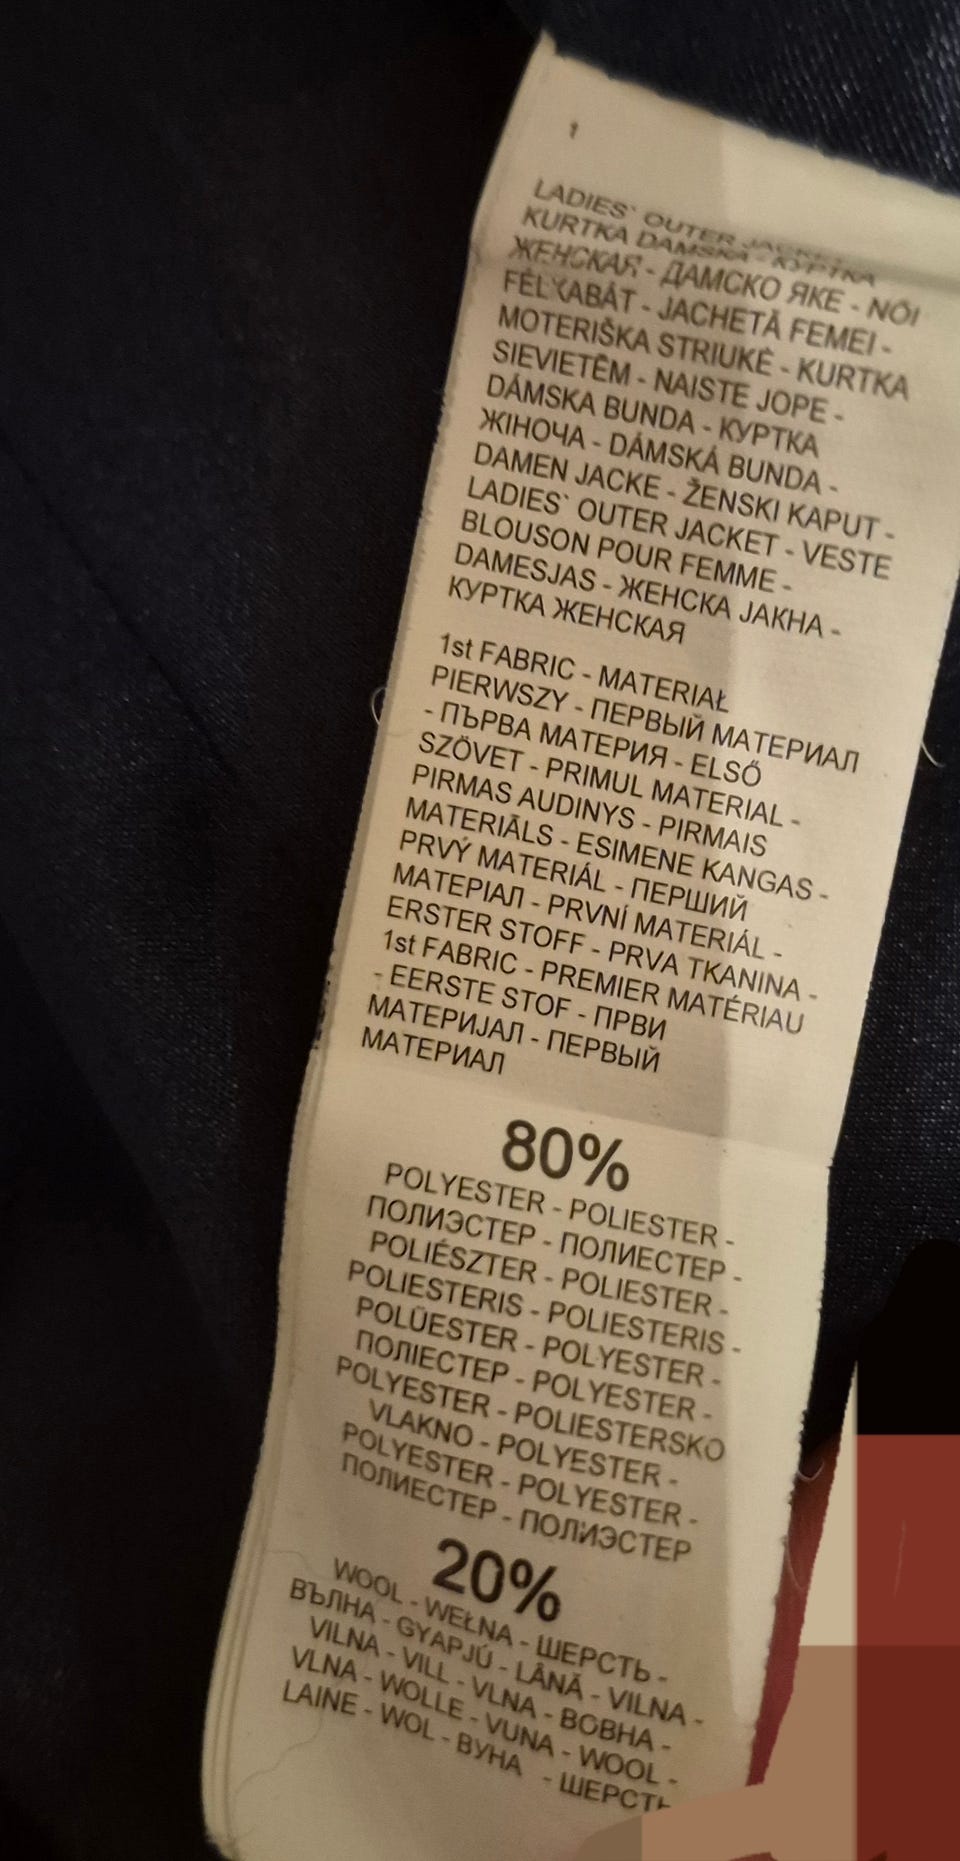 1
LADIES` OUTER JACKET -
KURTKA DAMSKA - КУРТКА
ЖЕНСКАЯ - ДАМСКО ЯКЕ - NŐI
FÉLKABÁT - JACHETĂ FEMEI -
MOTERIŠKA STRIUKĖ - KURTKA
SIEVIETĒM - NAISTE JOPE -
DÁMSKA BUNDA - КУРТКА
ЖІНОЧА - DÁMSKÁ BUNDA -
DAMEN JACKE - ŽENSKI KAPUT -
LADIES` OUTER JACKET - VESTE
BLOUSON POUR FEMME -
DAMESJAS - ЖЕНСКА ЈАКНА -
КУРТКА ЖЕНСКАЯ
1st FABRIC - MATERIAŁ
PIERWSZY - ПЕРВЫЙ МАТЕРИАЛ
- ПЪРВА МАТЕРИЯ - ELSŐ
SZÖVET - PRIMUL MATERIAL -
PIRMAS AUDINYS - PIRMAIS
MATERIĀLS - ESIMENE KANGAS -
PRVÝ MATERIÁL - ПЕРШИЙ
МАТЕРІАЛ - PRVNÍ MATERIÁL -
ERSTER STOFF - PRVA TKANINA -
1st FABRIC - PREMIER MATÉRIAU
- EERSTE STOF - ПРВИ
МАТЕРИЈАЛ - ПЕРВЫЙ
МАТЕРИАЛ
80%
POLYESTER - POLIESTER -
ПОЛИЭСТЕР - ПОЛИЕСТЕР -
POLIÉSZTER - POLIESTER -
POLIESTERIS - POLIESTERIS -
POLÜESTER - POLYESTER -
ПОЛІЕСТЕР - POLYESTER -
POLYESTER - POLIESTERSKO
VLAKNO - POLYESTER -
POLYESTER - POLYESTER -
ПОЛИЕСТЕР - ПОЛИЭСТЕР
20%
WOOL - WEŁNA - ШЕРСТЬ -
ВЪЛНА - GYAPJÚ - LÂNĂ - VILNA -
VILNA - VILL - VLNA - ВОВНА -
VLNA - WOLLE - VUNA - WOOL -
LAINE - WOL - ВУНА - ШЕРСТЬ